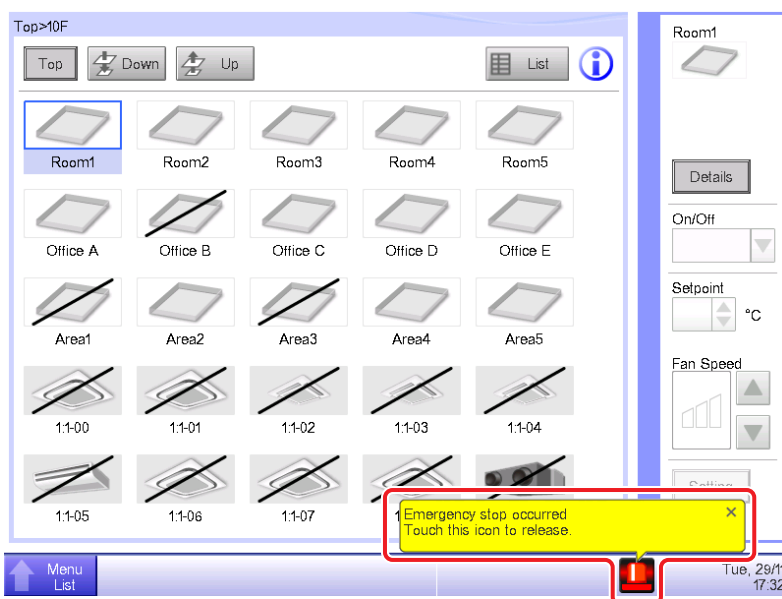 Top>10F
Top
Down
Up
List
Room1
Room2
Room3
Room4
Room5
Office A
Office B
Office C
Office D
Office E
Area1
Area2
Area3
Area4
Area5
1:1-00
1:1-01
1:1-02
1:1-03
1:1-04
1:1-05
1:1-06
1:1-07
Room1
Details
On/Off
Setpoint
°C
Fan Speed
Setting
Emergency stop occurred
Touch this icon to release.
Menu
List
Tue, 29/1
17:32